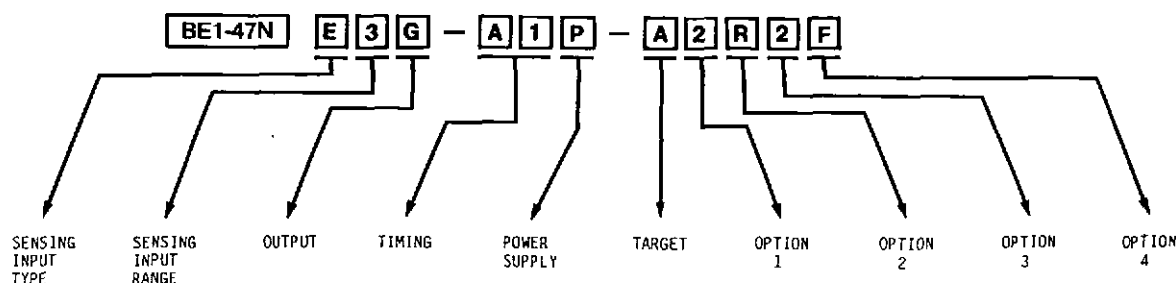 BE1-47N E 3 G - A 1 P - A 2 R 2 F
SENSING INPUT TYPE
SENSING INPUT RANGE
OUTPUT
TIMING
POWER SUPPLY
TARGET
OPTION 1
OPTION 2
OPTION 3
OPTION 4